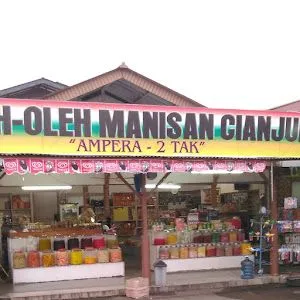 H-OLEH MANISAN CIANJU
"AMPERA - 2 TAK"